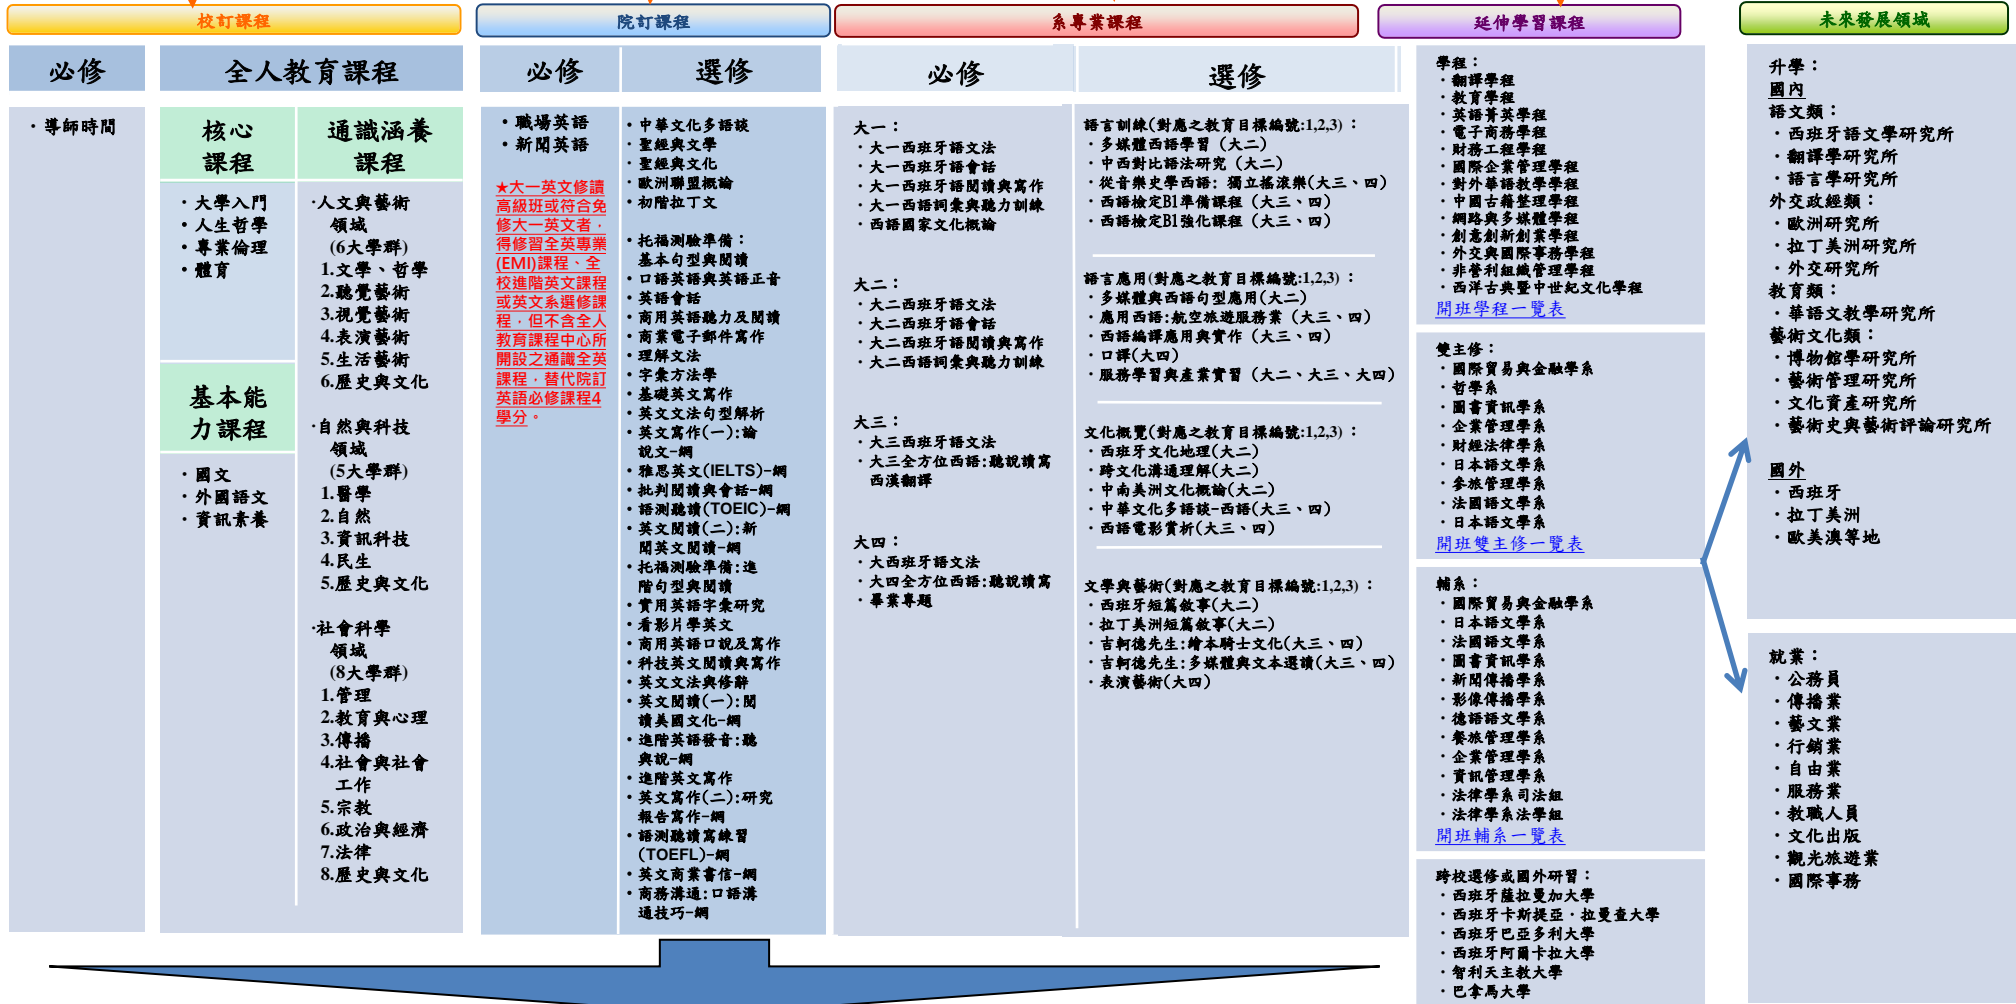 校訂課程
院訂課程
系專業課程
延伸學習課程
未來發展領域
必修
全人教育課程
・導師時間
核心
課程
・大學入門
・人生哲學
・專業倫理
・體育
基本能
力課程
・國文
・外國語文
・資訊素養
通識涵養
課程
·人文與藝術
領域
(6大學群)
1.文學、哲學
2.聽覺藝術
3.視覺藝術
4.表演藝術
5.生活藝術
6.歷史與文化
·自然與科技
領域
(5大學群)
1.醫學
2.自然
3.資訊科技
4.民生
5.歷史與文化
·社會科學
領域
(8大學群)
1.管理
2.教育與心理
3.傳播
4.社會與社會
工作
5.宗教
6.政治與經濟
7.法律
8.歷史與文化
必修
・職場英語
・新聞英語
★大一英文修讀
高級班或符合免
修大一英文者，
得修習全英專業
(EMI)課程、全
校進階英文課程
或英文系選修課
程，但不含全人
教育課程中心所
開設之通識全英
課程，替代院訂
英語必修課程4
學分。
選修
・中華文化多語談
・聖經與文學
・聖經與文化
・歐洲聯盟概論
・初階拉丁文
・托福測驗準備：
基本句型與閱讀
・口語英語與英語正音
・英語會話
・商用英語聽力及閱讀
・商業電子郵件寫作
・理解文法
・字彙方法學
・基礎英文寫作
・英文文法句型解析
・英文寫作(一):論
說文-網
・雅思英文(IELTS)-網
・批判閱讀與會話-網
・語測聽讀(TOEIC)-網
・英文閱讀(二):新
聞英文閱讀-網
・托福測驗準備:進
階句型與閱讀
・實用英語字彙研究
・看影片學英文
・商用英語口說及寫作
・科技英文閱讀與寫作
・英文文法與修辭
・英文閱讀(一):閱
讀美國文化-網
・進階英語發音:聽
與說-網
・進階英文寫作
・英文寫作(二):研究
報告寫作-網
・語測聽讀寫練習
(TOEFL)-網
・英文商業書信-網
・商務溝通:口語溝
通技巧-網
必修
大一：
・大一西班牙語文法
・大一西班牙語會話
・大一西班牙語閱讀與寫作
・大一西語詞彙與聽力訓練
・西語國家文化概論
大二：
・大二西班牙語文法
・大二西班牙語會話
・大二西班牙語閱讀與寫作
・大二西語詞彙與聽力訓練
大三：
・大三西班牙語文法
・大三全方位西語:聽說讀寫
西漢翻譯
大四：
・大西班牙語文法
・大四全方位西語:聽說讀寫
・畢業專題
選修
語言訓練(對應之教育目標編號:1,2,3)：
・多媒體西語學習 (大二)
・中西對比語法研究 (大二)
・從音樂史學西語: 獨立搖滾樂(大三、四)
・西語檢定B1準備課程 (大三、四)
・西語檢定B1強化課程 (大三、四)
語言應用(對應之教育目標編號:1,2,3)：
・多媒體與西語句型應用(大二)
・應用西語:航空旅遊服務業 (大三、四)
・西語編譯應用與實作 (大三、四)
・口譯(大四)
・服務學習與產業實習 (大二、大三、大四)
文化概覽(對應之教育目標編號:1,2,3)：
・西班牙文化地理(大二)
・跨文化溝通理解(大二)
・中南美洲文化概論(大二)
・中華文化多語談-西語(大三、四)
・西語電影賞析(大三、四)
文學與藝術(對應之教育目標編號:1,2,3)：
・西班牙短篇敘事(大二)
・拉丁美洲短篇敘事(大二)
・吉軻德先生:繪本騎士文化(大三、四)
・吉軻德先生:多媒體與文本選讀(大三、四)
・表演藝術(大四)
學程：
・翻譯學程
・教育學程
・英語菁英學程
・電子商務學程
・財務工程學程
・國際企業管理學程
・對外華語教學學程
・中國古籍整理學程
・網路與多媒體學程
・創意創新創業學程
・外交與國際事務學程
・非營利組織管理學程
・西洋古典暨中世紀文化學程
開班學程一覽表
雙主修：
・國際貿易與金融學系
・哲學系
・圖書資訊學系
・企業管理學系
・財經法律學系
・日本語文學系
・參旅管理學系
・法國語文學系
・日本語文學系
開班雙主修一覽表
輔系：
・國際貿易與金融學系
・日本語文學系
・法國語文學系
・圖書資訊學系
・新聞傳播學系
・影像傳播學系
・德語語文學系
・餐旅管理學系
・企業管理學系
・資訊管理學系
・法律學系司法組
・法律學系法學組
開班輔系一覽表
跨校選修或國外研習：
・西班牙薩拉曼加大學
・西班牙卡斯提亞・拉曼查大學
・西班牙巴亞多利大學
・西班牙阿爾卡拉大學
・智利天主教大學
・巴拿馬大學
升學：
國內
語文類：
・西班牙語文學研究所
・翻譯學研究所
・語言學研究所
外交政經類：
・歐洲研究所
・拉丁美洲研究所
・外交研究所
教育類：
・華語文教學研究所
藝術文化類：
・博物館學研究所
・藝術管理研究所
・文化資產研究所
・藝術史與藝術評論研究所
國外
・西班牙
・拉丁美洲
・歐美澳等地
就業：
・公務員
・傳播業
・藝文業
・行銷業
・自由業
・服務業
・教職人員
・文化出版
・觀光旅遊業
・國際事務